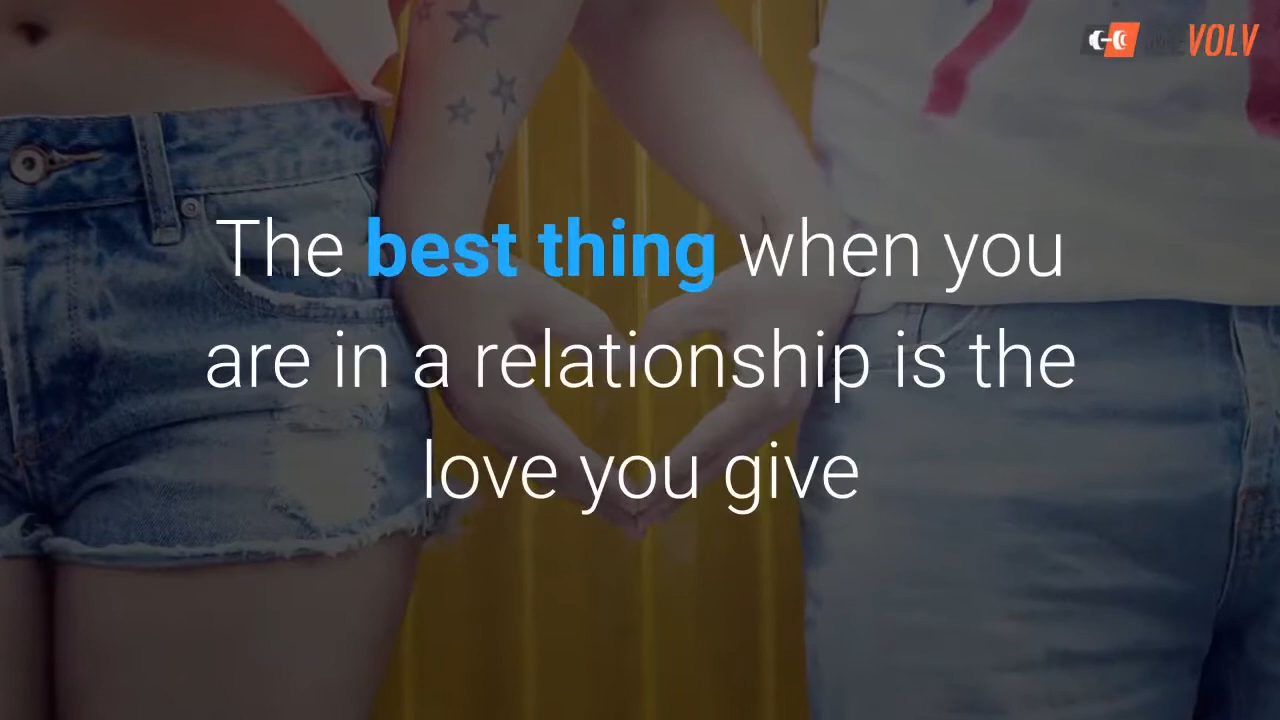 VOLV
The best thing when you
are in a relationship is the
love you give